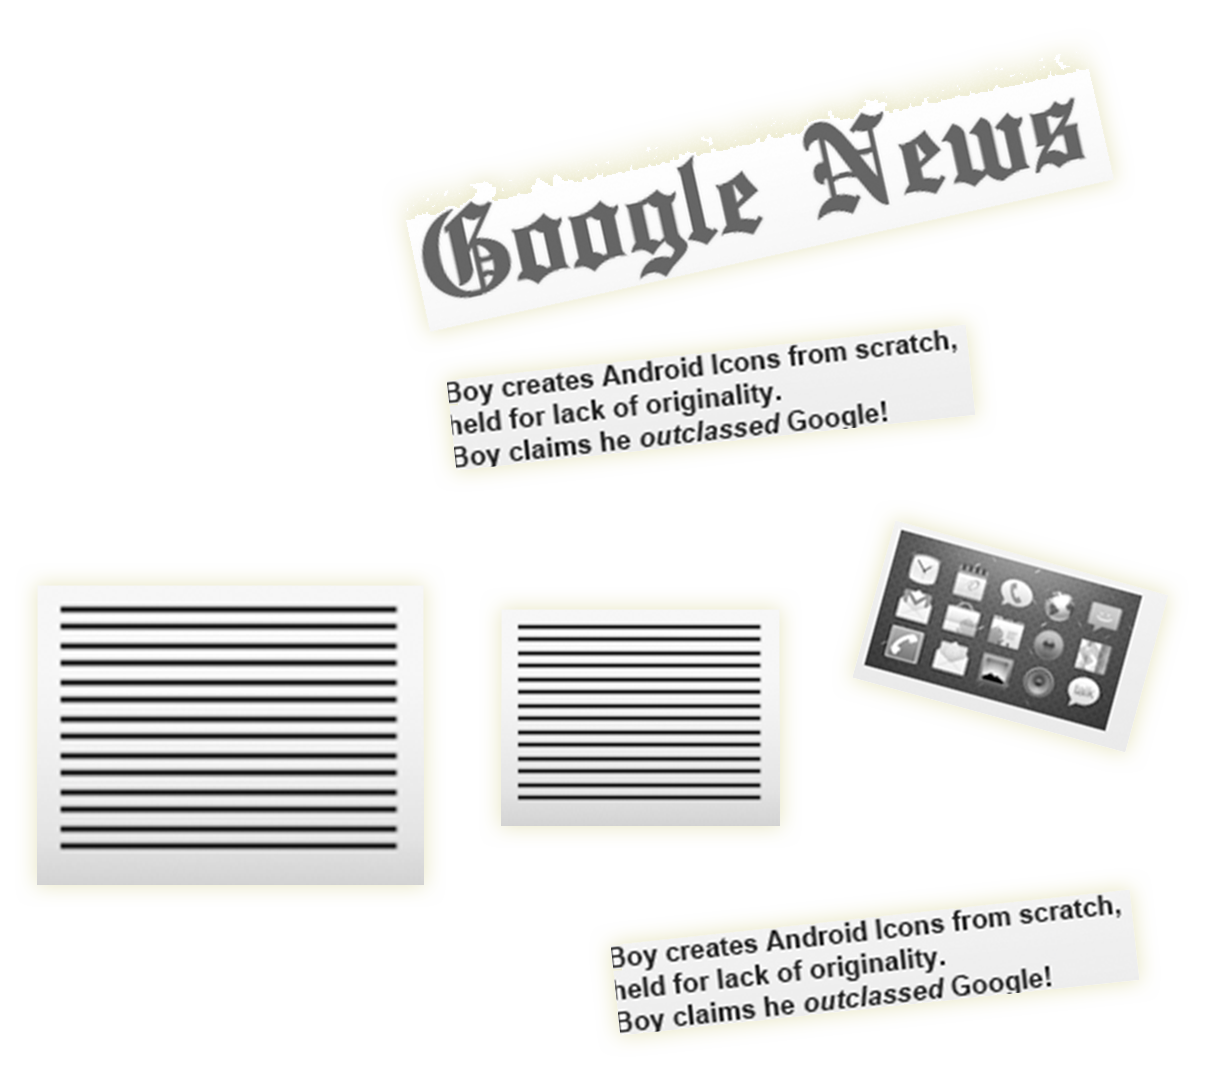 Google News
Boy creates Android Icons from scratch,
held for lack of originality.
Boy claims he outclassed Google!
talk
Boy creates Android Icons from scratch,
held for lack of originality.
Boy claims he outclassed Google!